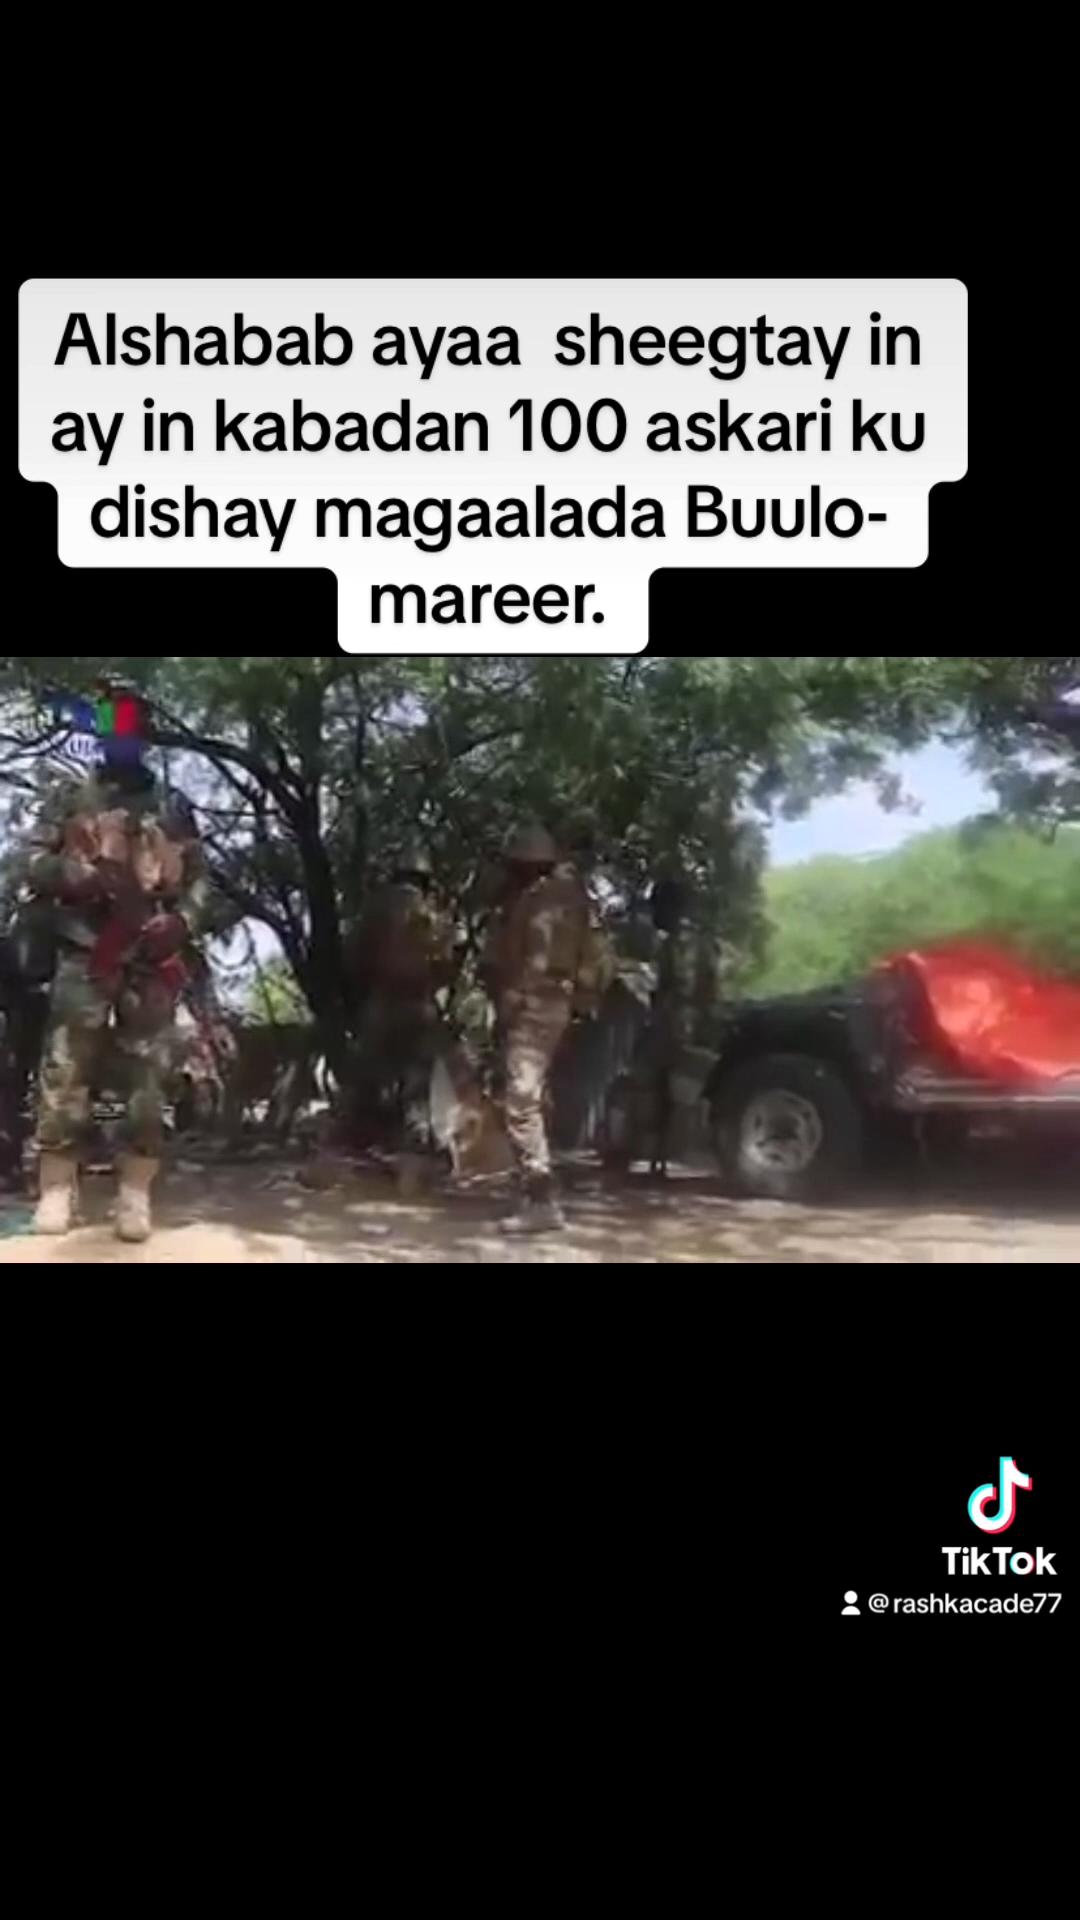 Alshabab ayaa sheegtay in
ay in kabadan 100 askari ku
dishay magaalada Buulo-
mareer.
TikTok
@rashkacade77